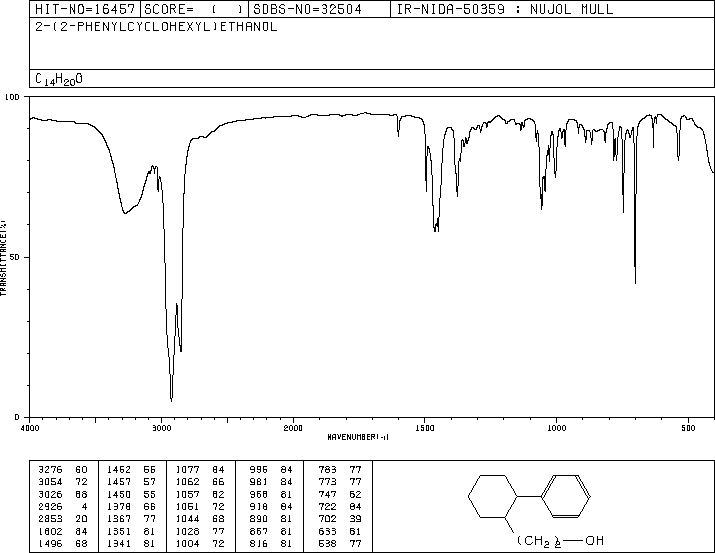 HIT-NO=16457 SCORE= ( ) SDBS-NO=32504 IR-NIDA-50359 : NUJOL MULL
2-(2-PHENYLCYCLOHEXYL)ETHANOL
C14H20O
100
50
0
TRANSMITTANCE(%)
4000 3000 2000 1500 1000 500
WAVENUMBER(-1)
3276 60 1462 55 1077 84 996 84 783 77
3054 72 1457 57 1062 66 981 84 773 77
3026 68 1450 55 1057 62 968 81 747 62
2926 4 1378 66 1051 72 918 84 722 84
2853 20 1367 77 1044 68 890 81 702 39
1602 84 1351 81 1028 77 867 81 633 81
1496 68 1341 81 1004 72 816 81 538 77
(CH2)2—OH